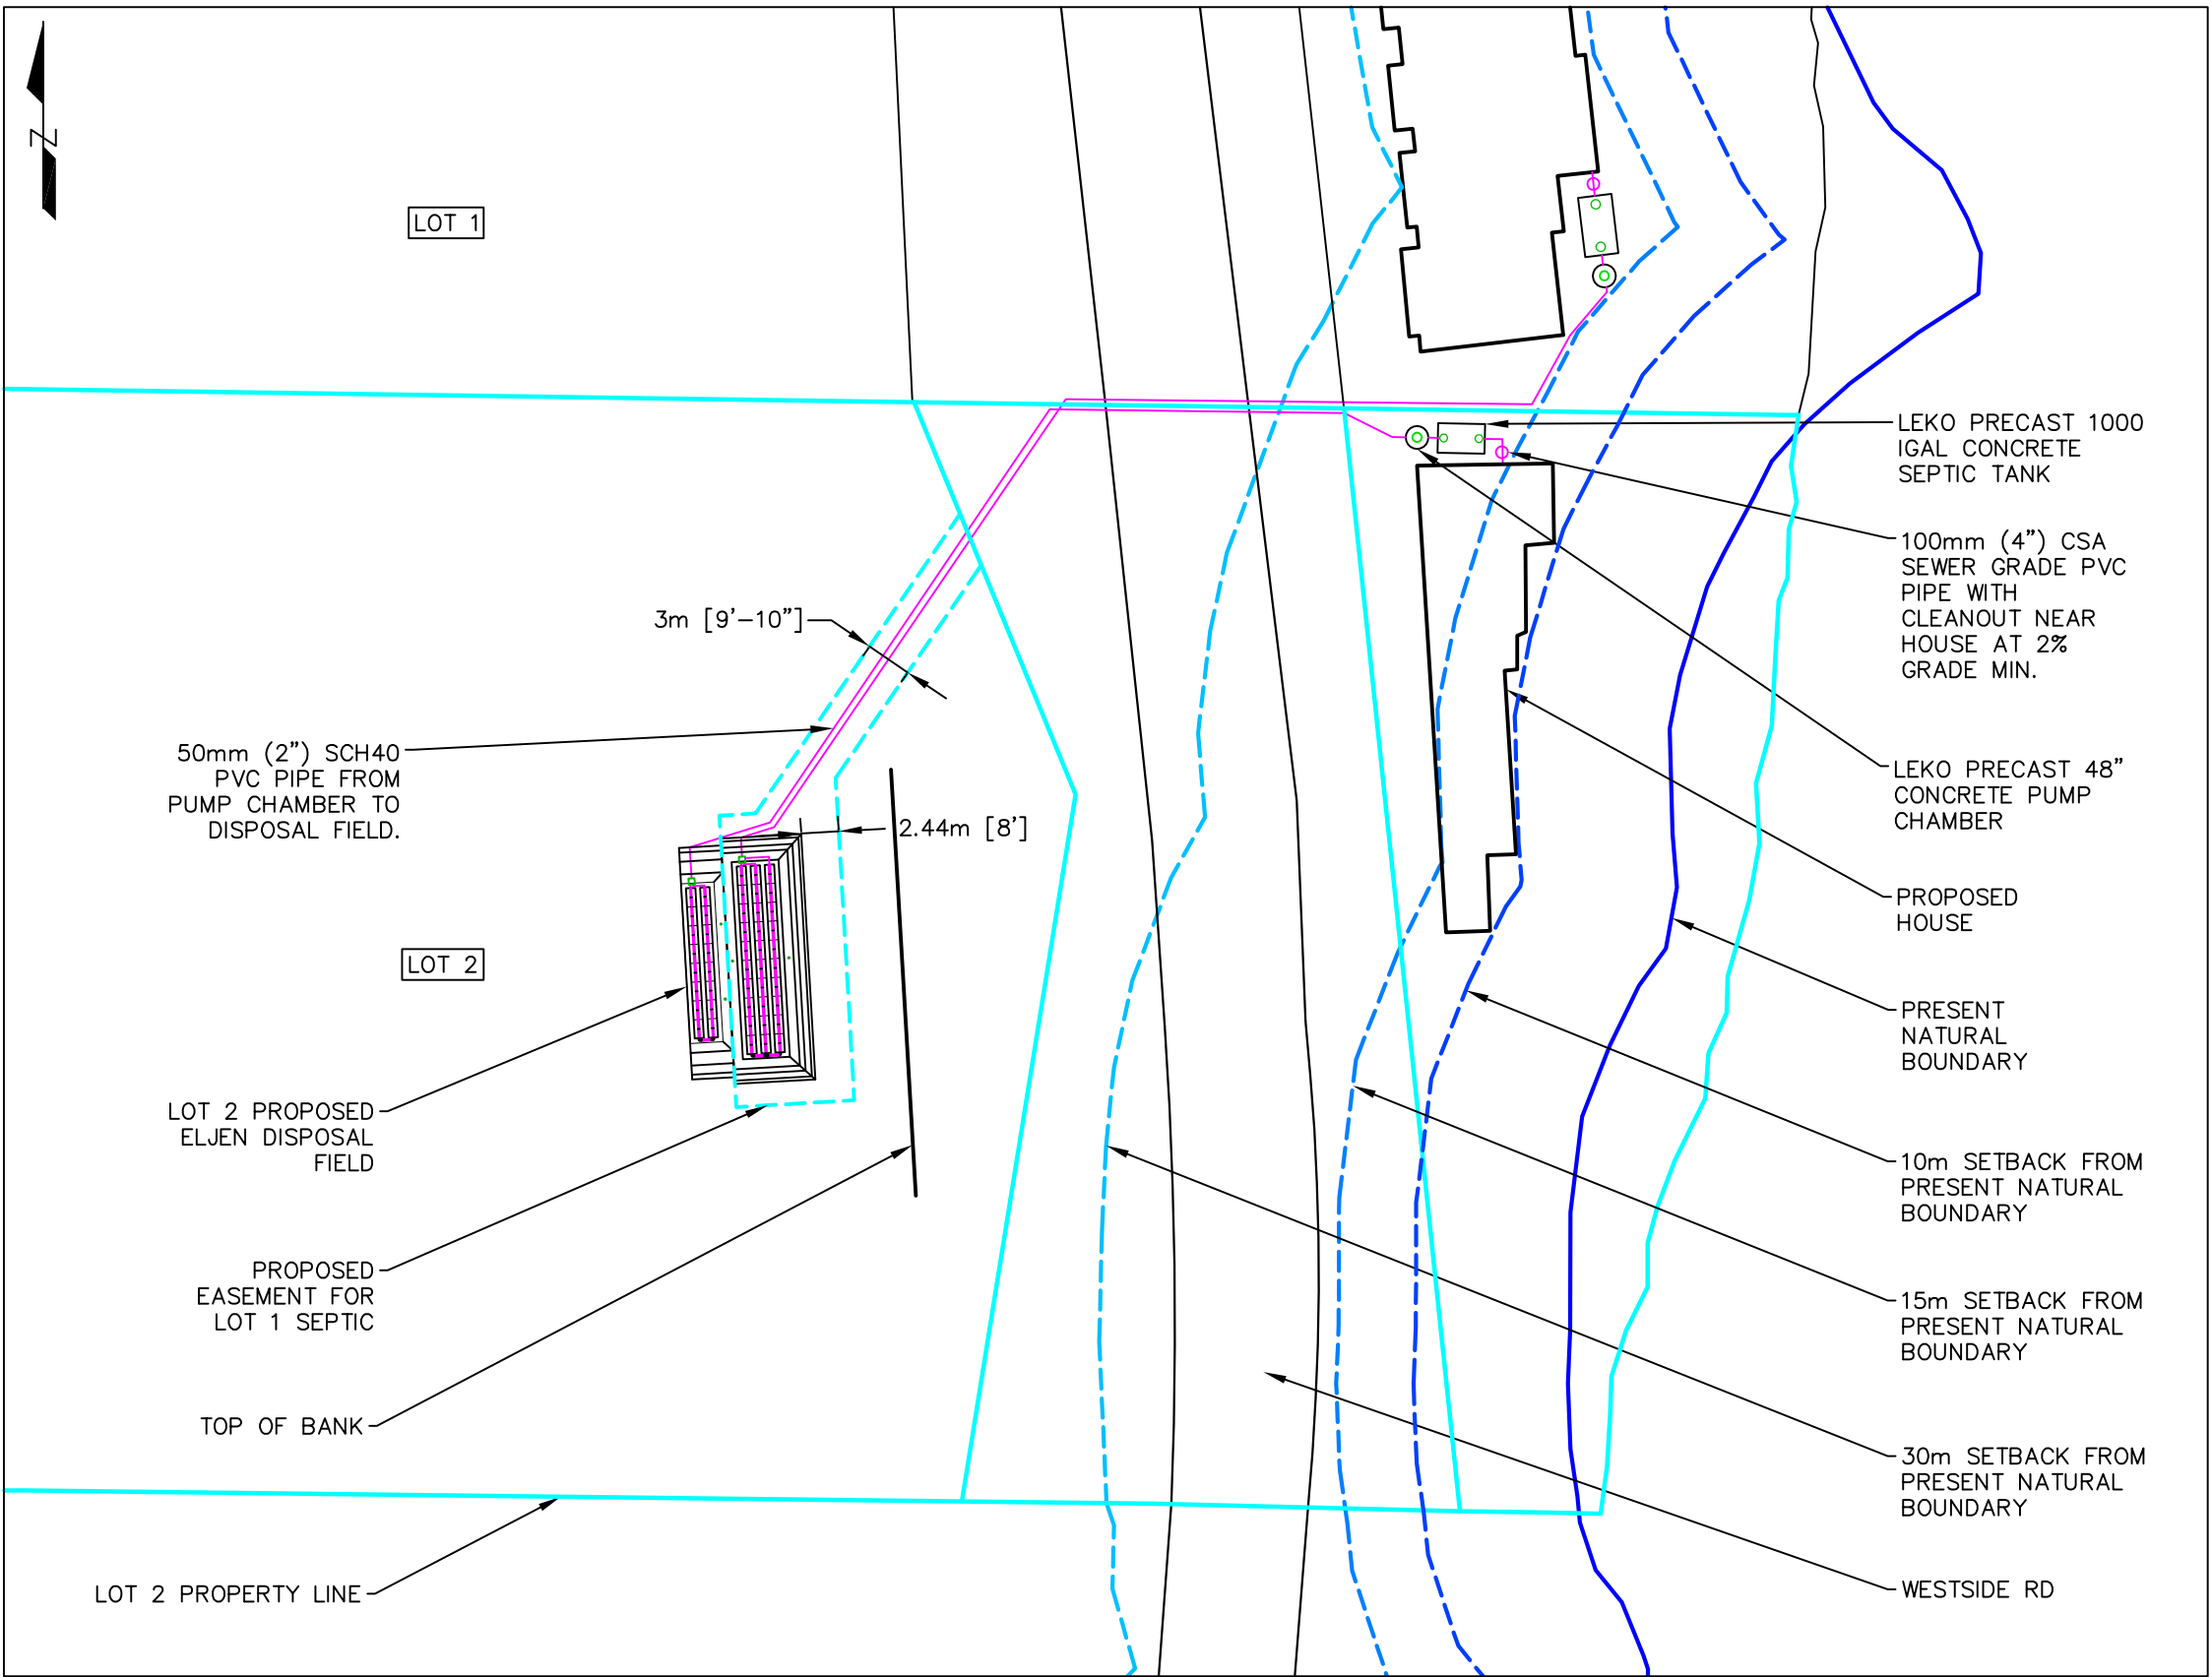 N
LOT 1
LEKO PRECAST 1000
IGAL CONCRETE
SEPTIC TANK
100mm (4") CSA
SEWER GRADE PVC
PIPE WITH
CLEANOUT NEAR
HOUSE AT 2%
GRADE MIN.
3m [9'-10"]
50mm (2") SCH40
PVC PIPE FROM
PUMP CHAMBER TO
DISPOSAL FIELD.
LEKO PRECAST 48"
CONCRETE PUMP
CHAMBER
2.44m [8']
PROPOSED
HOUSE
LOT 2
PRESENT
NATURAL
BOUNDARY
LOT 2 PROPOSED
ELJEN DISPOSAL
FIELD
10m SETBACK FROM
PRESENT NATURAL
BOUNDARY
PROPOSED
EASEMENT FOR
LOT 1 SEPTIC
15m SETBACK FROM
PRESENT NATURAL
BOUNDARY
TOP OF BANK
30m SETBACK FROM
PRESENT NATURAL
BOUNDARY
LOT 2 PROPERTY LINE
WESTSIDE RD